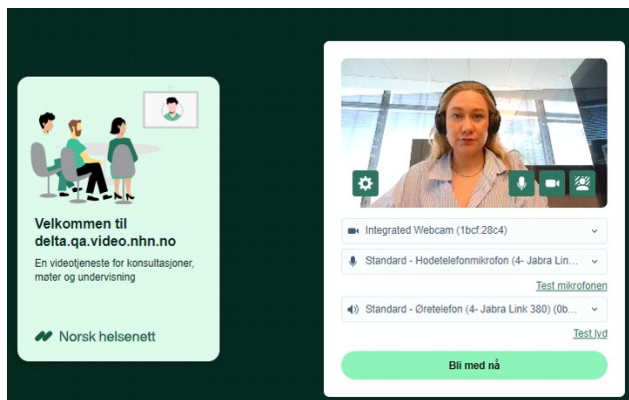 Velkommen til
delta.qa.video.nhn.no
En videotjeneste for konsultasjoner,
møter og undervisning
Norsk helsenett
Integrated Webcam (1bcf:28c4)
Standard - Hodetelefonmikrofon (4- Jabra Lin...
Test mikrofonen
Standard - Øretelefon (4- Jabra Link 380) (0b...
Test lyd
Bli med nå